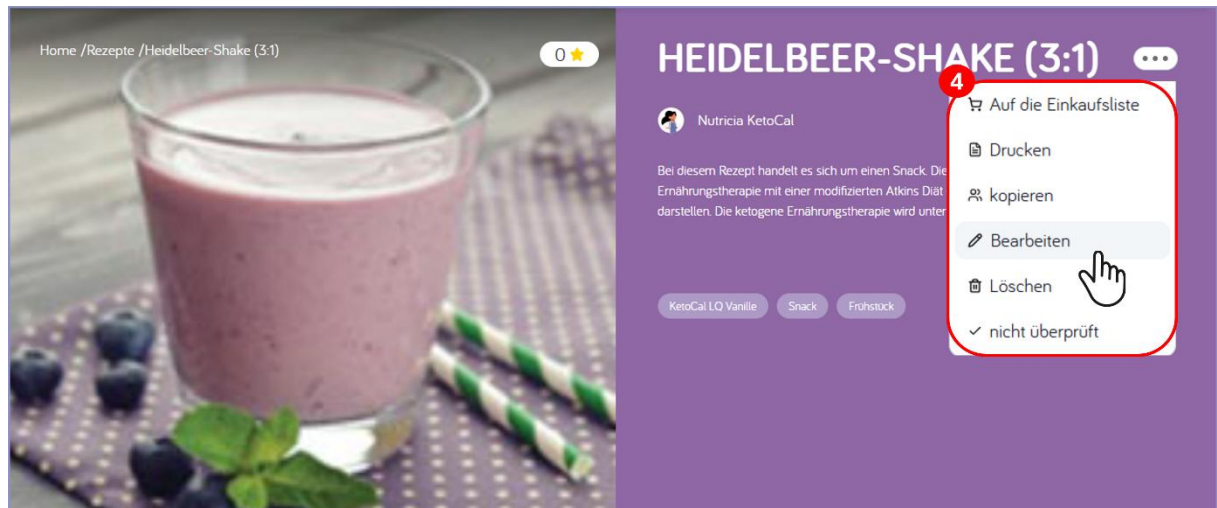 Home /Rezepte /Heidelbeer-Shake (3:1)
0
HEIDELBEER-SHAKE (3:1)
4
Nutricia KetoCal
Bei diesem Rezept handelt es sich um einen Snack. Die
Ernährungstherapie mit einer modifizierten Atkins Diät
darstellen. Die ketogene Ernährungstherapie wird unter
KetoCal LQ Vanille
Snack
Frühstück
Auf die Einkaufsliste
Drucken
kopieren
Bearbeiten
Löschen
nicht überprüft